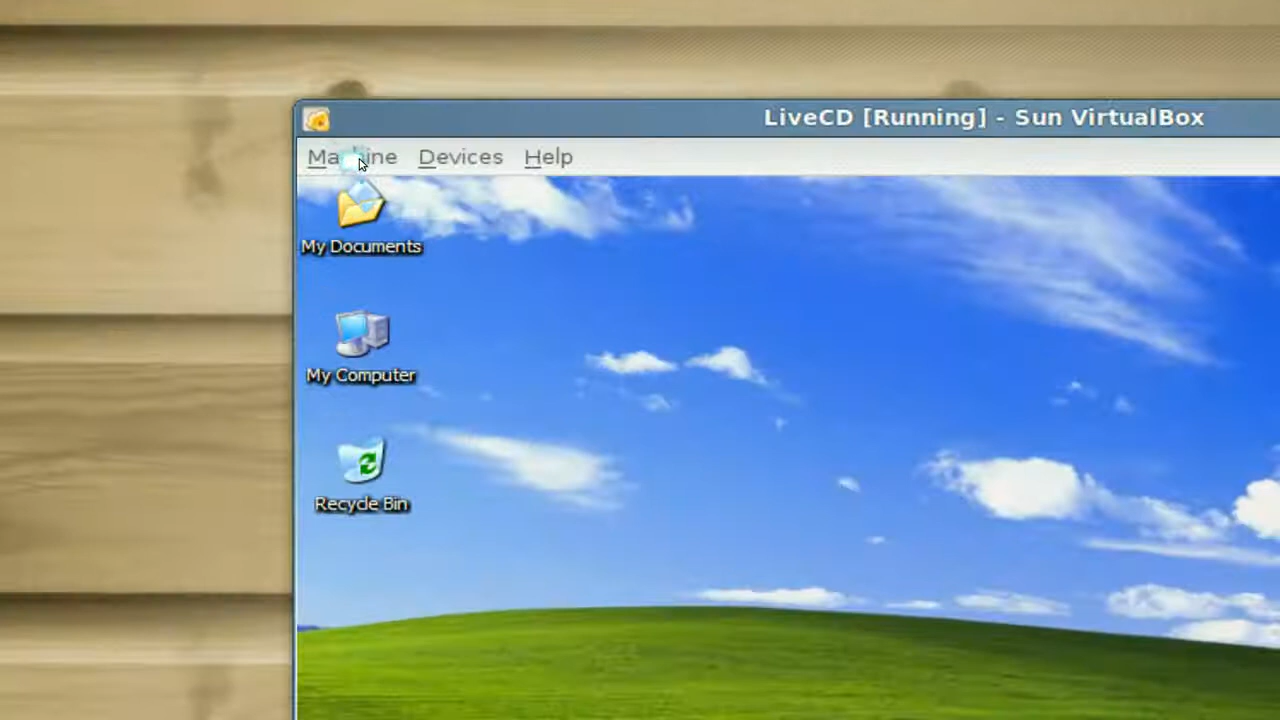 LiveCD [Running] - Sun VirtualBox
Machine Devices Help
My Documents
My Computer
Recycle Bin